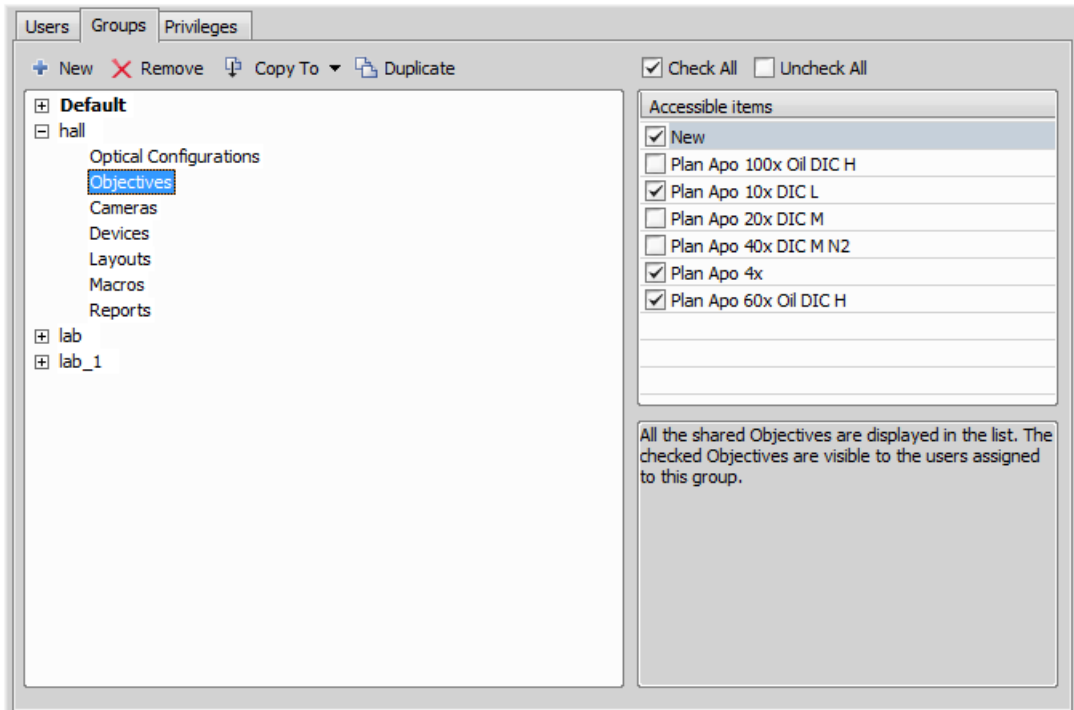 Users Groups Privileges
New Remove Copy To Duplicate
Check All Uncheck All
Default
hall
Optical Configurations
Objectives
Cameras
Devices
Layouts
Macros
Reports
lab
lab_1
Accessible items
New
Plan Apo 100x Oil DIC H
Plan Apo 10x DIC L
Plan Apo 20x DIC M
Plan Apo 40x DIC M N2
Plan Apo 4x
Plan Apo 60x Oil DIC H
All the shared Objectives are displayed in the list. The
checked Objectives are visible to the users assigned
to this group.